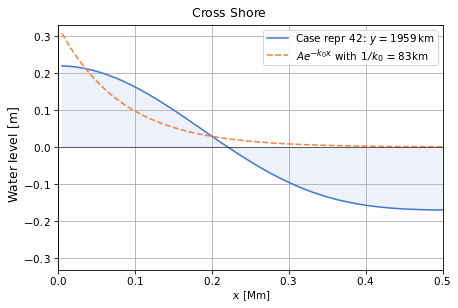 Cross Shore
Case repr 42: y = 1959 km
Ae^{-k_0 x} with 1/k_0 = 83 km
Water level [m]
0.3
0.2
0.1
0.0
−0.1
−0.2
−0.3
0.0 0.1 0.2 0.3 0.4 0.5
x [Mm]